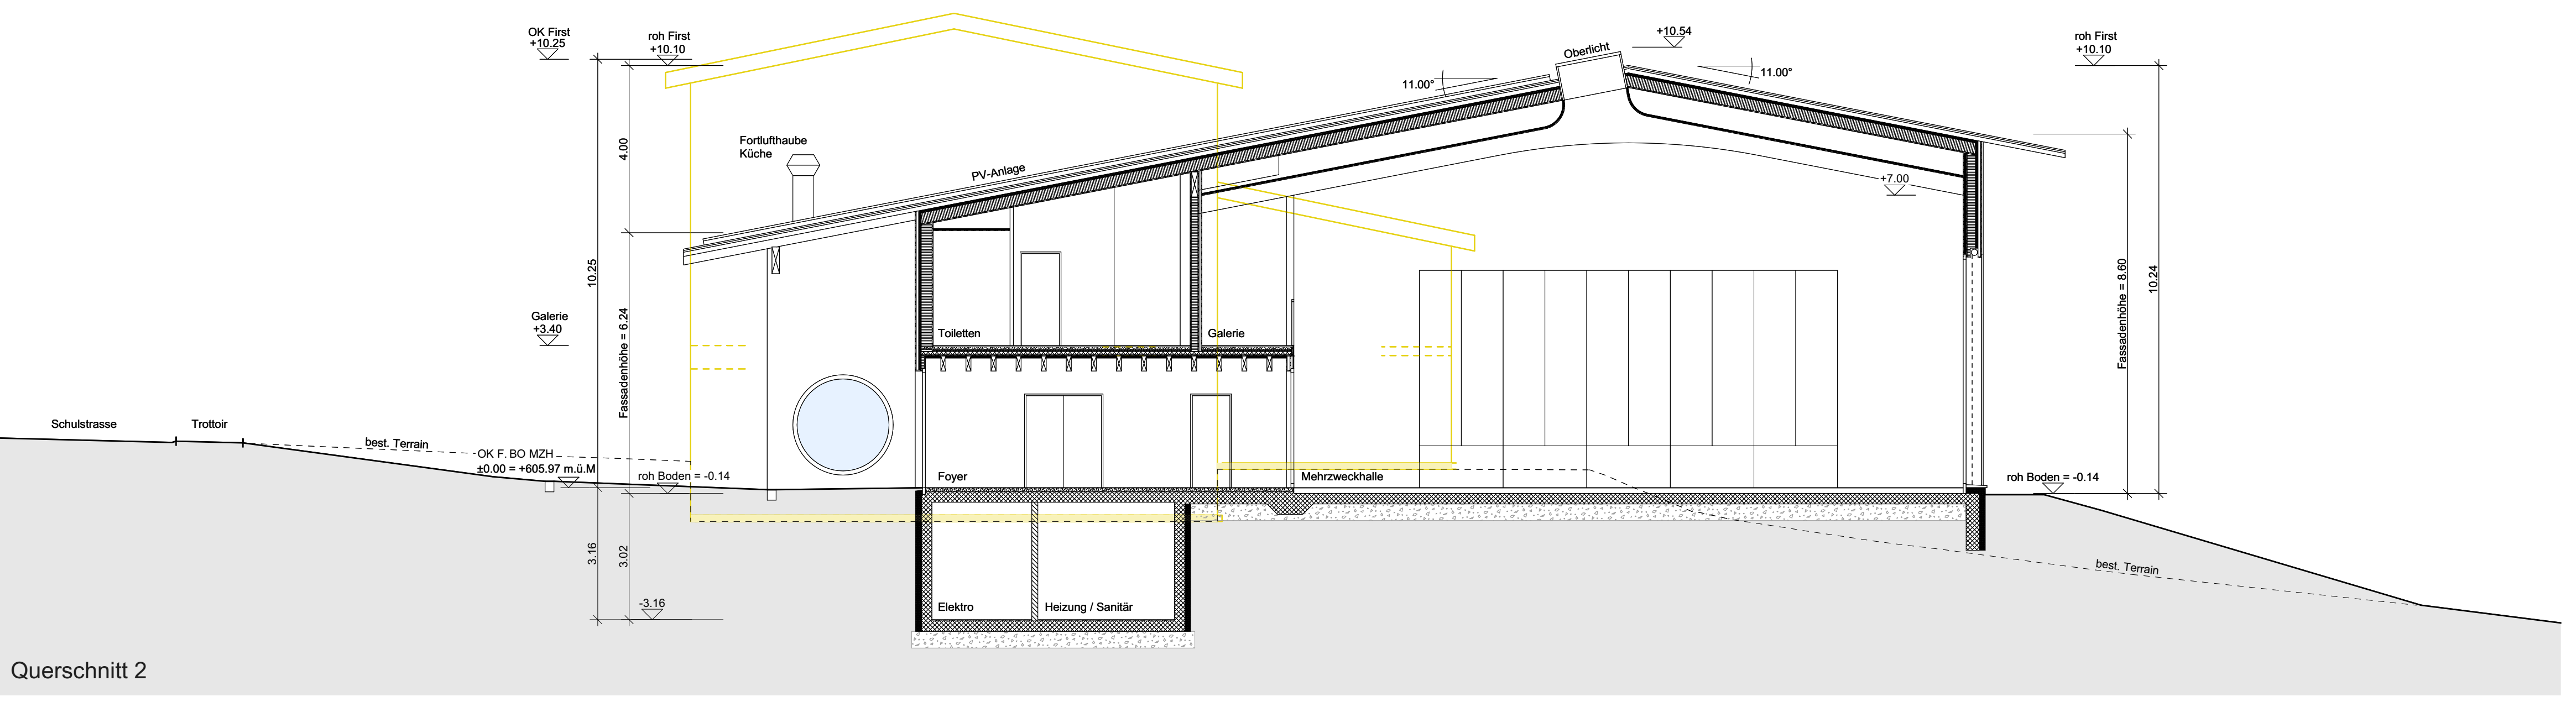 OK First
+10.25
roh First
+10.10
Oberlicht
+10.54
roh First
+10.10
11.00°
11.00°
4.00
Fortlufthaube
Küche
PV-Anlage
+7.00
10.25
Fassadenhöhe = 6.24
Fassadenhöhe = 8.60
10.24
Galerie
+3.40
Toiletten
Galerie
Schulstrasse
Trottoir
best. Terrain
OK F. BO MZH
±0.00 = +605.97 m.ü.M
roh Boden = -0.14
Foyer
Mehrzweckhalle
roh Boden = -0.14
3.16
3.02
best. Terrain
-3.16
Elektro
Heizung / Sanitär
Querschnitt 2